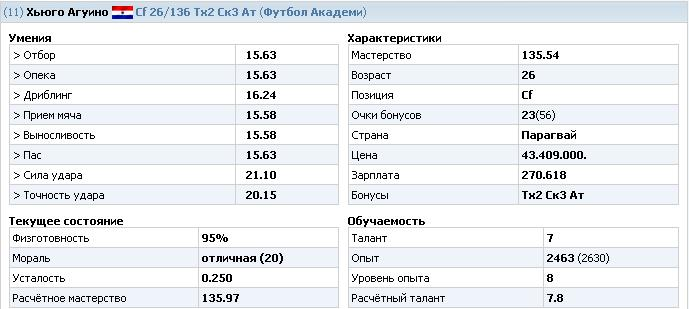 (11) Хьюго Агуино Cf 26/136 Тх2 Ск3 Ат (Футбол Академи)
Умения
> Отбор 15.63
> Опека 15.63
> Дриблинг 16.24
> Прием мяча 15.58
> Выносливость 15.58
> Пас 15.63
> Сила удара 21.10
> Точность удара 20.15
Характеристики
Мастерство 135.54
Возраст 26
Позиция Cf
Очки бонусов 23(56)
Страна Парагвай
Цена 43.409.000.
Зарплата 270.618
Бонусы Тх2 Ск3 Ат
Текущее состояние
Физготовность 95%
Мораль отличная (20)
Усталость 0.250
Расчётное мастерство 135.97
Обучаемость
Талант 7
Опыт 2463 (2630)
Уровень опыта 8
Расчётный талант 7.8